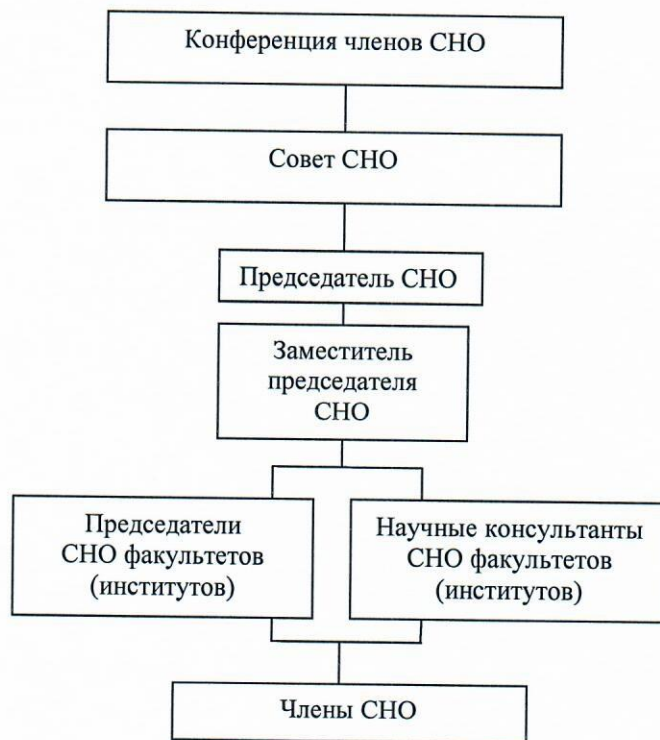 Конференция членов СНО
Совет СНО
Председатель СНО
Заместитель
председателя
СНО
Председатели
СНО факультетов
(институтов)
Научные консультанты
СНО факультетов
(институтов)
Члены СНО